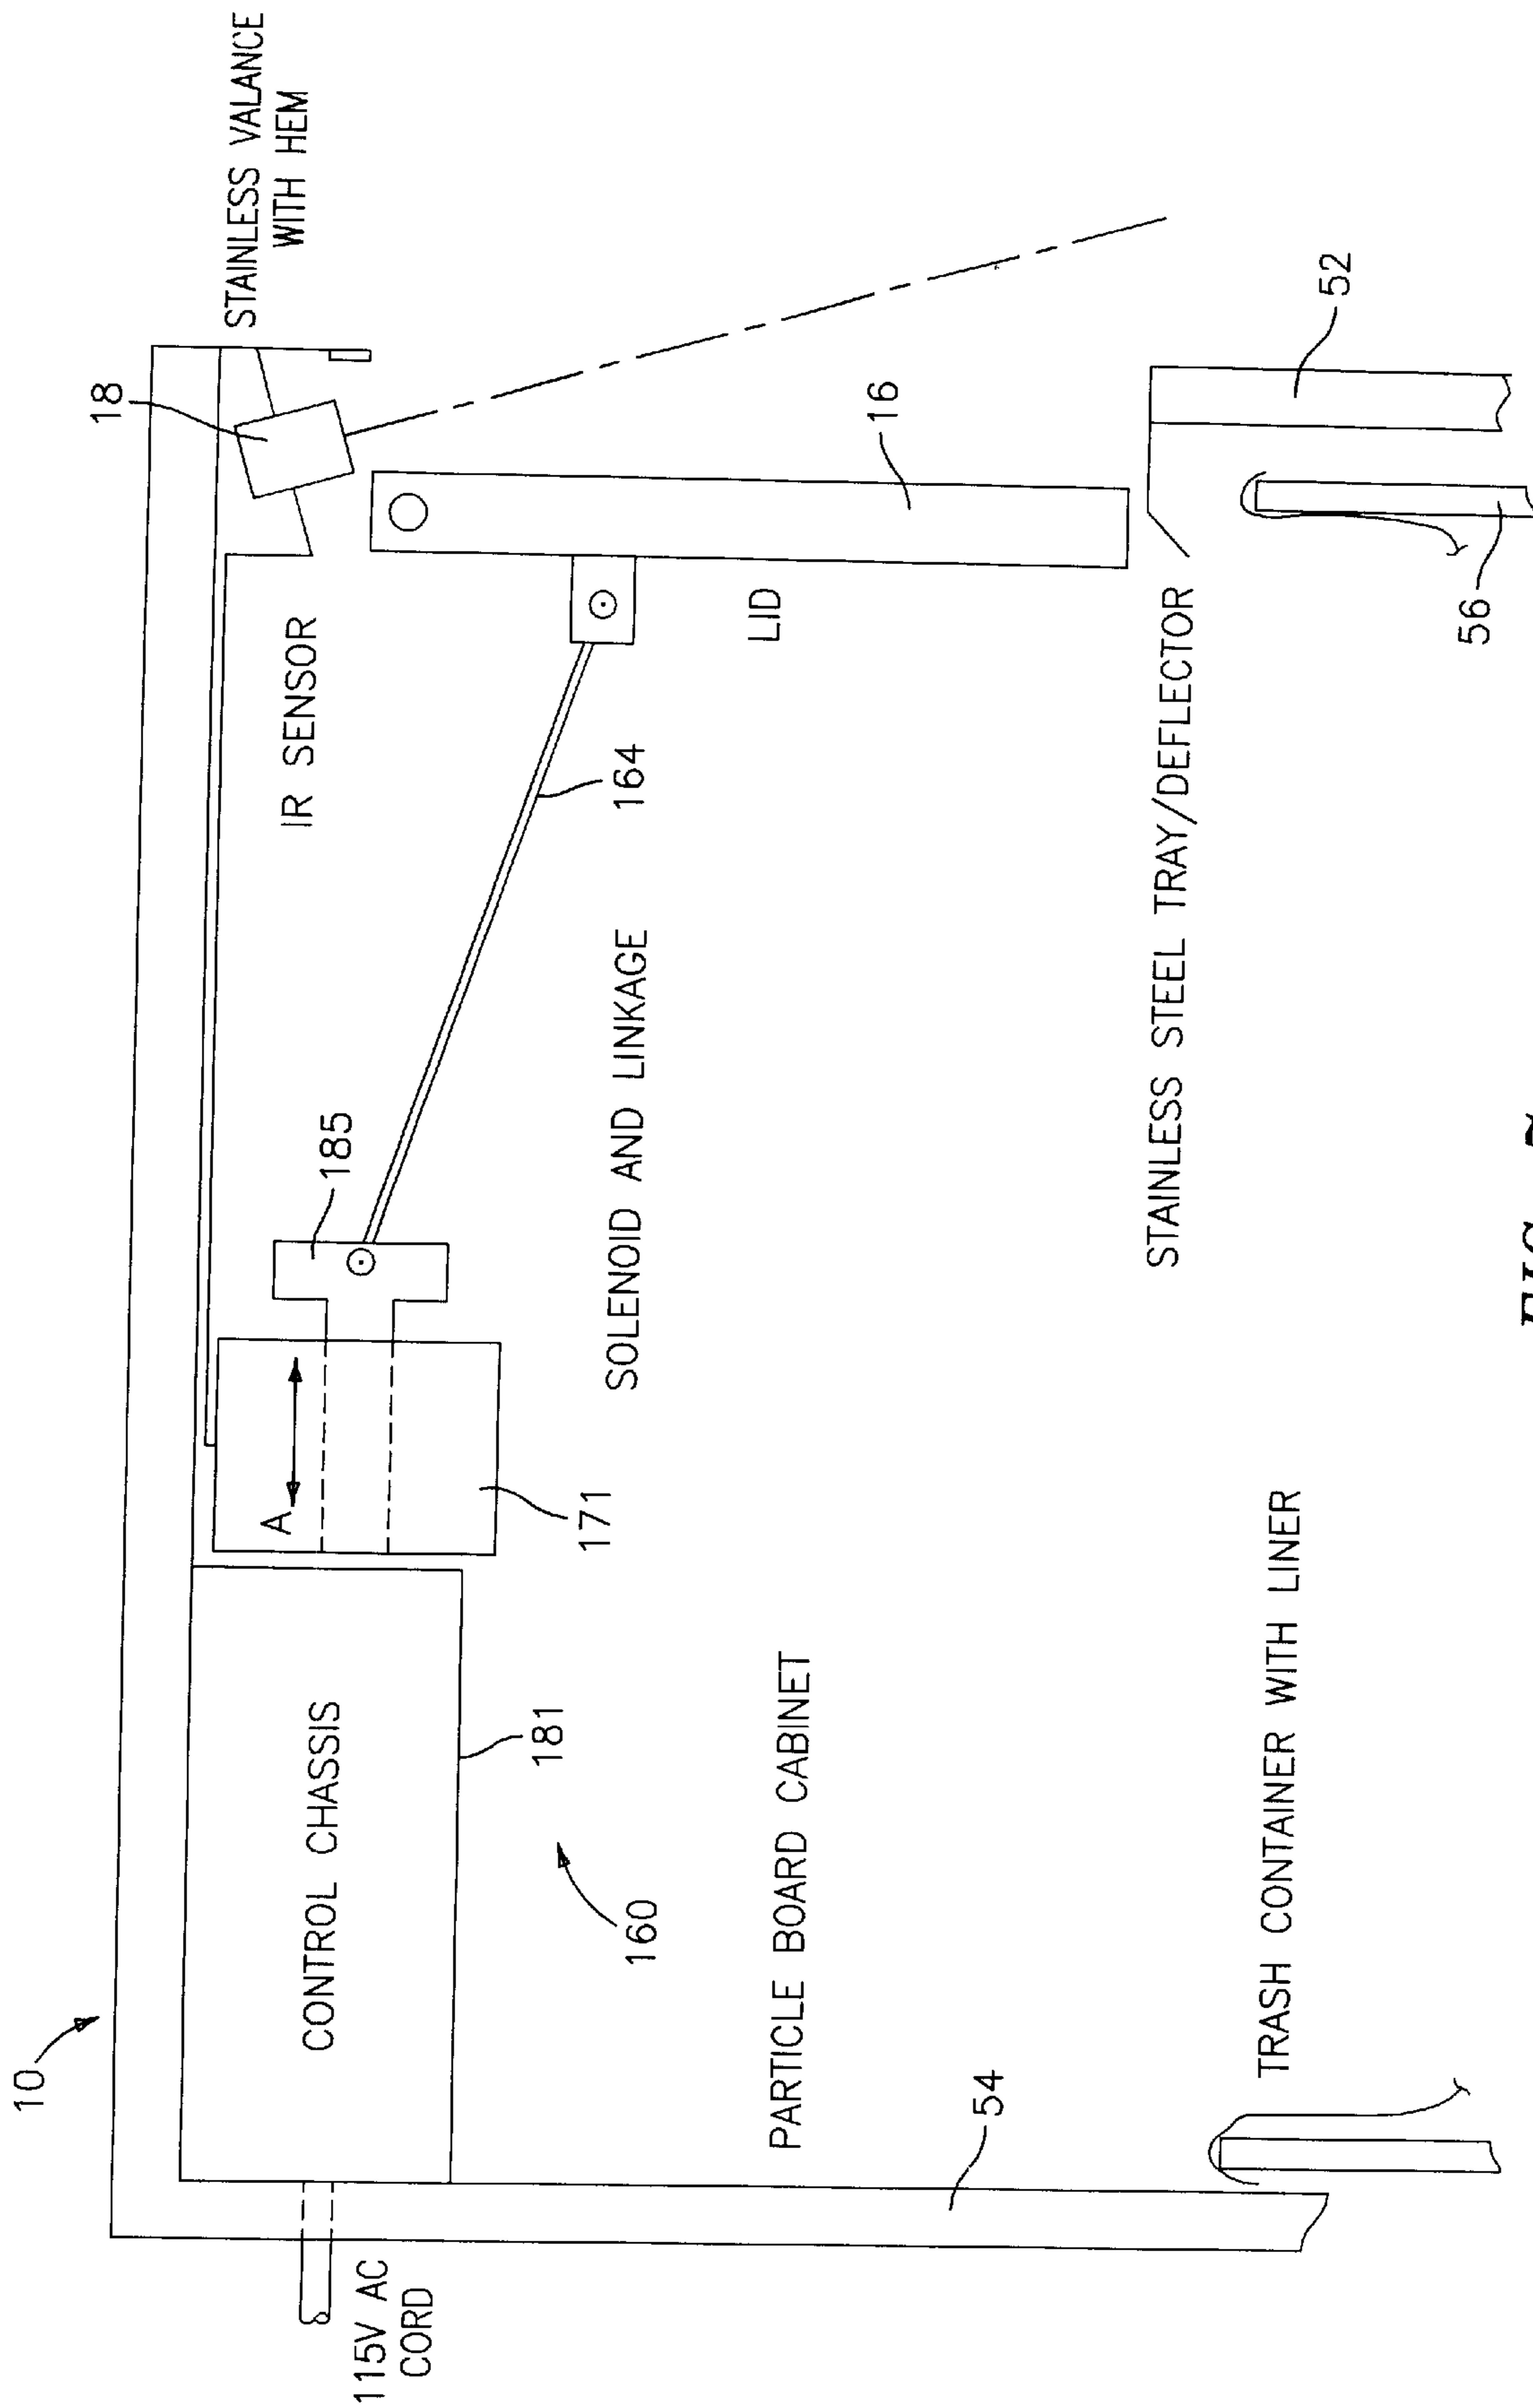 10
18
STAINLESS VALANCE
WITH HEM
A
IR SENSOR
CONTROL CHASSIS
185
115V AC
CORD
181
171
SOLENOID AND LINKAGE
164
160
LID
PARTICLE BOARD CABINET
16
54
STAINLESS STEEL TRAY/DEFLECTOR
TRASH CONTAINER WITH LINER
52
56
FIG.